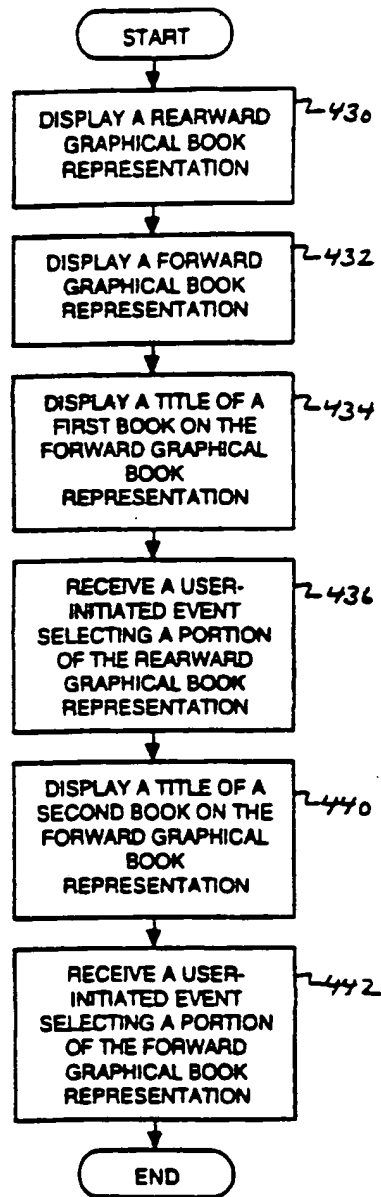 START
DISPLAY A REARWARD
GRAPHICAL BOOK
REPRESENTATION
430
DISPLAY A FORWARD
GRAPHICAL BOOK
REPRESENTATION
432
DISPLAY A TITLE OF A
FIRST BOOK ON THE
FORWARD GRAPHICAL
BOOK
REPRESENTATION
434
RECEIVE A USER-
INITIATED EVENT
SELECTING A PORTION
OF THE REARWARD
GRAPHICAL BOOK
REPRESENTATION
436
DISPLAY A TITLE OF A
SECOND BOOK ON THE
FORWARD GRAPHICAL
BOOK
REPRESENTATION
440
RECEIVE A USER-
INITIATED EVENT
SELECTING A PORTION
OF THE FORWARD
GRAPHICAL BOOK
REPRESENTATION
442
END